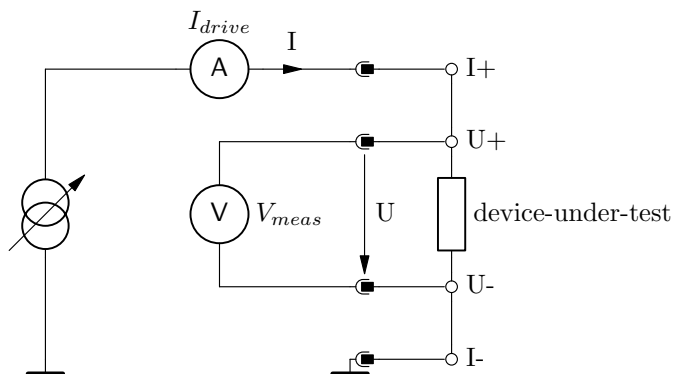 I_drive
I
A
I+
U+
V
V_meas
U
device-under-test
U-
I-